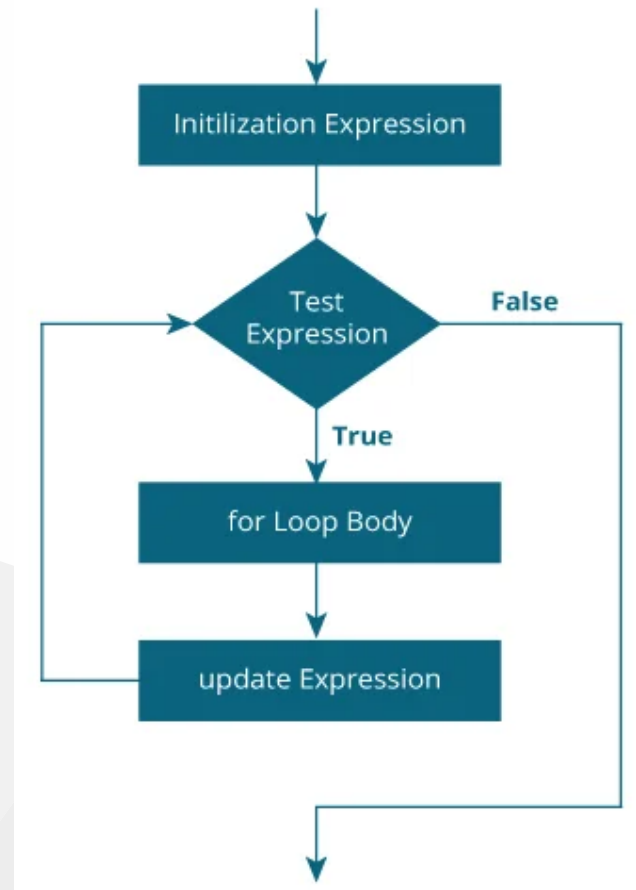 Initilization Expression
Test
Expression
False
True
for Loop Body
update Expression